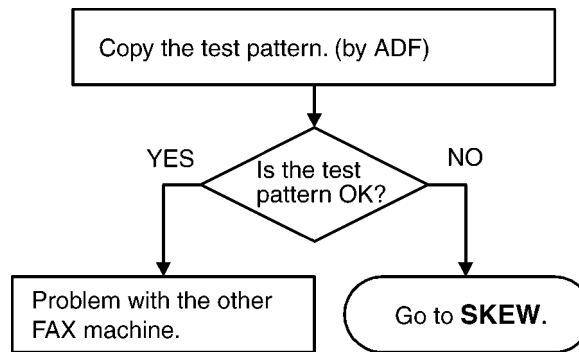 Copy the test pattern. (by ADF)
YES
NO
Is the test
pattern OK?
Problem with the other
FAX machine.
Go to SKEW.